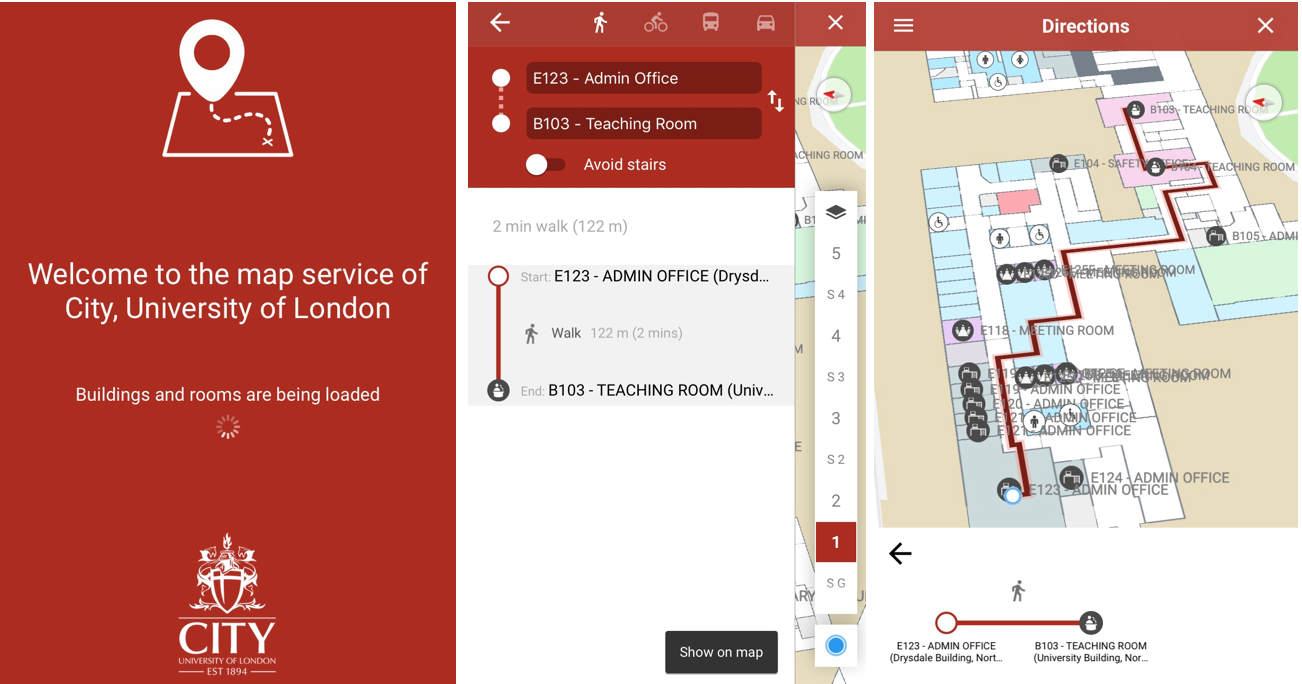 Welcome to the map service of
City, University of London
Buildings and rooms are being loaded
CITY
UNIVERSITY OF LONDON
EST 1894
E123 - Admin Office
B103 - Teaching Room
Avoid stairs
2 min walk (122 m)
Start: E123 - ADMIN OFFICE (Drysd...
Walk 122 m (2 mins)
End: B103 - TEACHING ROOM (Univ...
Show on map
NG ROOM
CHING ROOM
5
S 4
4
S 3
3
S 2
2
1
S G
Directions
B103 - TEACHING ROOM
E104 - SAFETY
TEACHING ROOM
B105 - ADMI
MEETING ROOM
E118 - MEETING ROOM
MEETING ROOM
E119 - ADMIN OFFICE
E120 - ADMIN OFFICE
ADMIN OFFICE
E121 - ADMIN OFFICE
E124 - ADMIN OFFICE
E123 - ADMIN OFFICE
E123 - ADMIN OFFICE
(Drysdale Building, Nort...
B103 - TEACHING ROOM
(University Building, Nor...